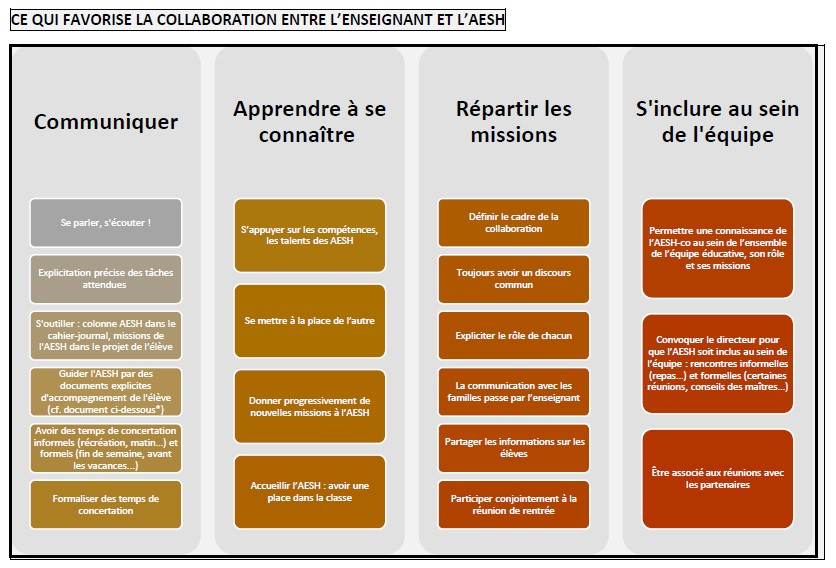 CE QUI FAVORISE LA COLLABORATION ENTRE L’ENSEIGNANT ET L’AESH
Communiquer
Se parler, s'écouter !
Explicitation précise des tâches
attendues
S'outiller : colonne AESH dans le
cahier-journal, missions de
l'AESH dans le projet de l’élève
Guider l'AESH par des
documents explicites
d'accompagnement de l'élève
(cf. document ci-dessous*)
Avoir des temps de concertation
informels (récréation, matin...) et
formels (fin de semaine, avant
les vacances...)
Formaliser des temps de
concertation
Apprendre à se
connaître
S’appuyer sur les compétences,
les talents des AESH
Se mettre à la place de l’autre
Donner progressivement de
nouvelles missions à l’AESH
Accueillir l’AESH : avoir une
place dans la classe
Répartir les
missions
Définir le cadre de la
collaboration
Toujours avoir un discours
commun
Expliciter le rôle de chacun
La communication avec les
familles passe par l’enseignant
Partager les informations sur les
élèves
Participer conjointement à la
réunion de rentrée
S'inclure au sein
de l'équipe
Permettre une connaissance de
l’AESH-co au sein de l’ensemble
de l’équipe éducative, son rôle
et ses missions
Convoquer le directeur pour
que l’AESH soit inclus au sein de
l’équipe : rencontres informelles
(repas...) et formelles (certaines
réunions, conseils des maîtres...)
Être associé aux réunions avec
les partenaires